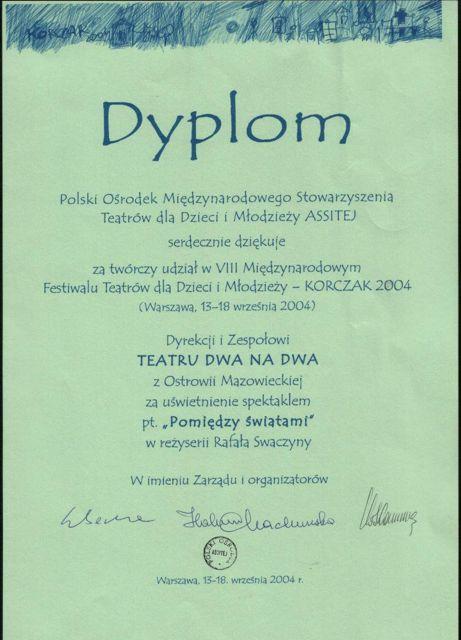 KORCZAK
Dyplom
Polski Ośrodek Międzynarodowego Stowarzyszenia
Teatrów dla Dzieci i Młodzieży ASSITEJ
serdecznie dziękuje
za twórczy udział w VIII Międzynarodowym
Festiwalu Teatrów dla Dzieci i Młodzieży – KORCZAK 2004
(Warszawa, 13–18 września 2004)
Dyrekcji i Zespołowi
TEATRU DWA NA DWA
z Ostrowii Mazowieckiej
za uświetnienie spektaklem
pt. „Pomiędzy światami"
w reżyserii Rafała Swaczyny
W imieniu Zarządu i organizatorów
POLSKI OŚRODEK
ASSITEJ
Warszawa, 13-18. września 2004 r.